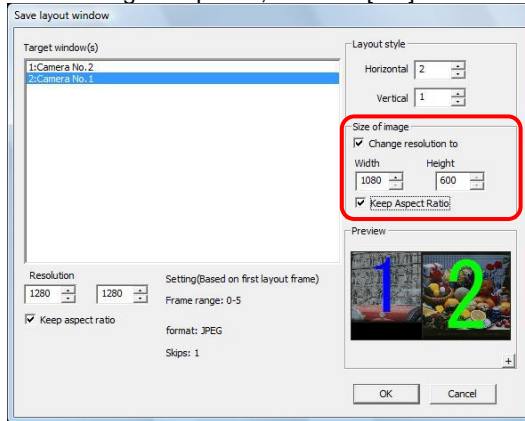 Save layout window
Target window(s)
1:Camera No.2
2:Camera No.1
Layout style
Horizontal 2
Vertical 1
Size of image
Change resolution to
Width Height
1080 600
Keep Aspect Ratio
Preview
1 2
+
Resolution
1280 1280
Keep aspect ratio
Setting(Based on first layout frame)
Frame range: 0-5
format: JPEG
Skips: 1
OK Cancel